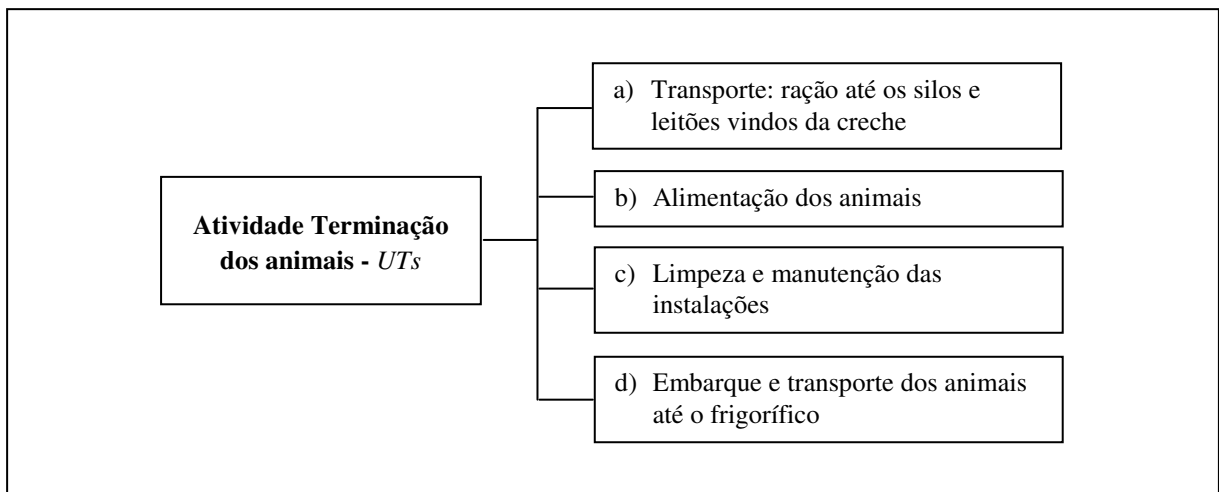 Atividade Terminação
dos animais - UTs
a) Transporte: ração até os silos e
leitões vindos da creche
b) Alimentação dos animais
c) Limpeza e manutenção das
instalações
d) Embarque e transporte dos animais
até o frigorífico